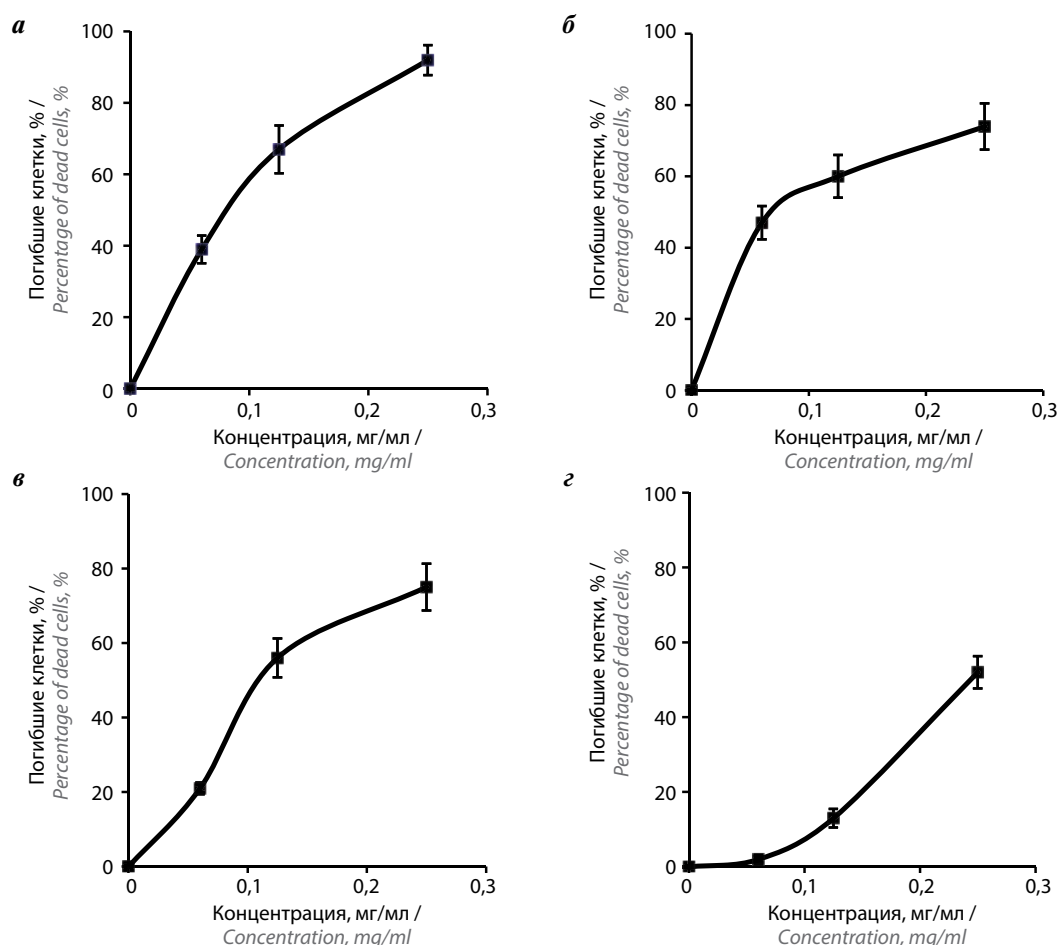 а
100
80
60
40
20
0
Погибшие клетки, % /
Percentage of dead cells, %
0
0,1
0,2
0,3
Концентрация, мг/мл /
Concentration, mg/ml
б
100
80
60
40
20
0
Погибшие клетки, % /
Percentage of dead cells, %
0
0,1
0,2
0,3
Концентрация, мг/мл /
Concentration, mg/ml
в
100
80
60
40
20
0
Погибшие клетки, % /
Percentage of dead cells, %
0
0,1
0,2
0,3
Концентрация, мг/мл /
Concentration, mg/ml
г
100
80
60
40
20
0
Погибшие клетки, % /
Percentage of dead cells, %
0
0,1
0,2
0,3
Концентрация, мг/мл /
Concentration, mg/ml